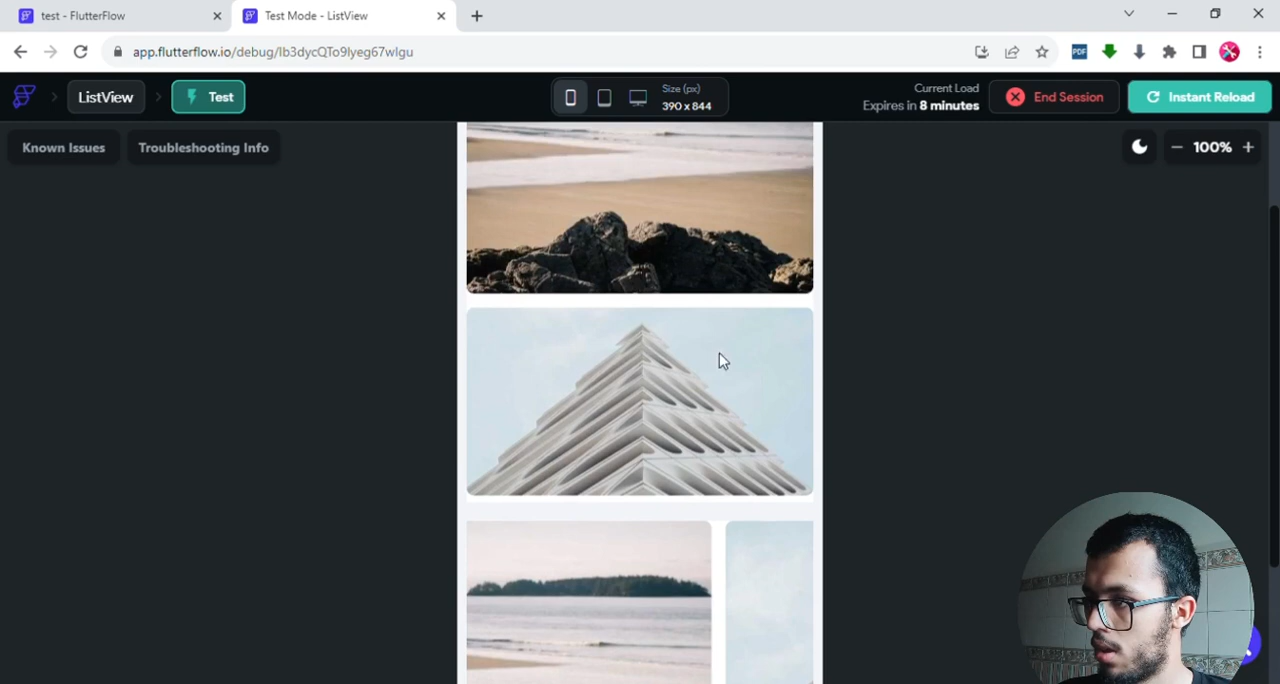 test - FlutterFlow
Test Mode - ListView
app.flutterflow.io/debug/
PDF
ListView
Test
Size (px)
390 x 844
Current Load
Expires in 8 minutes
End Session
Instant Reload
Known Issues
Troubleshooting Info
100%